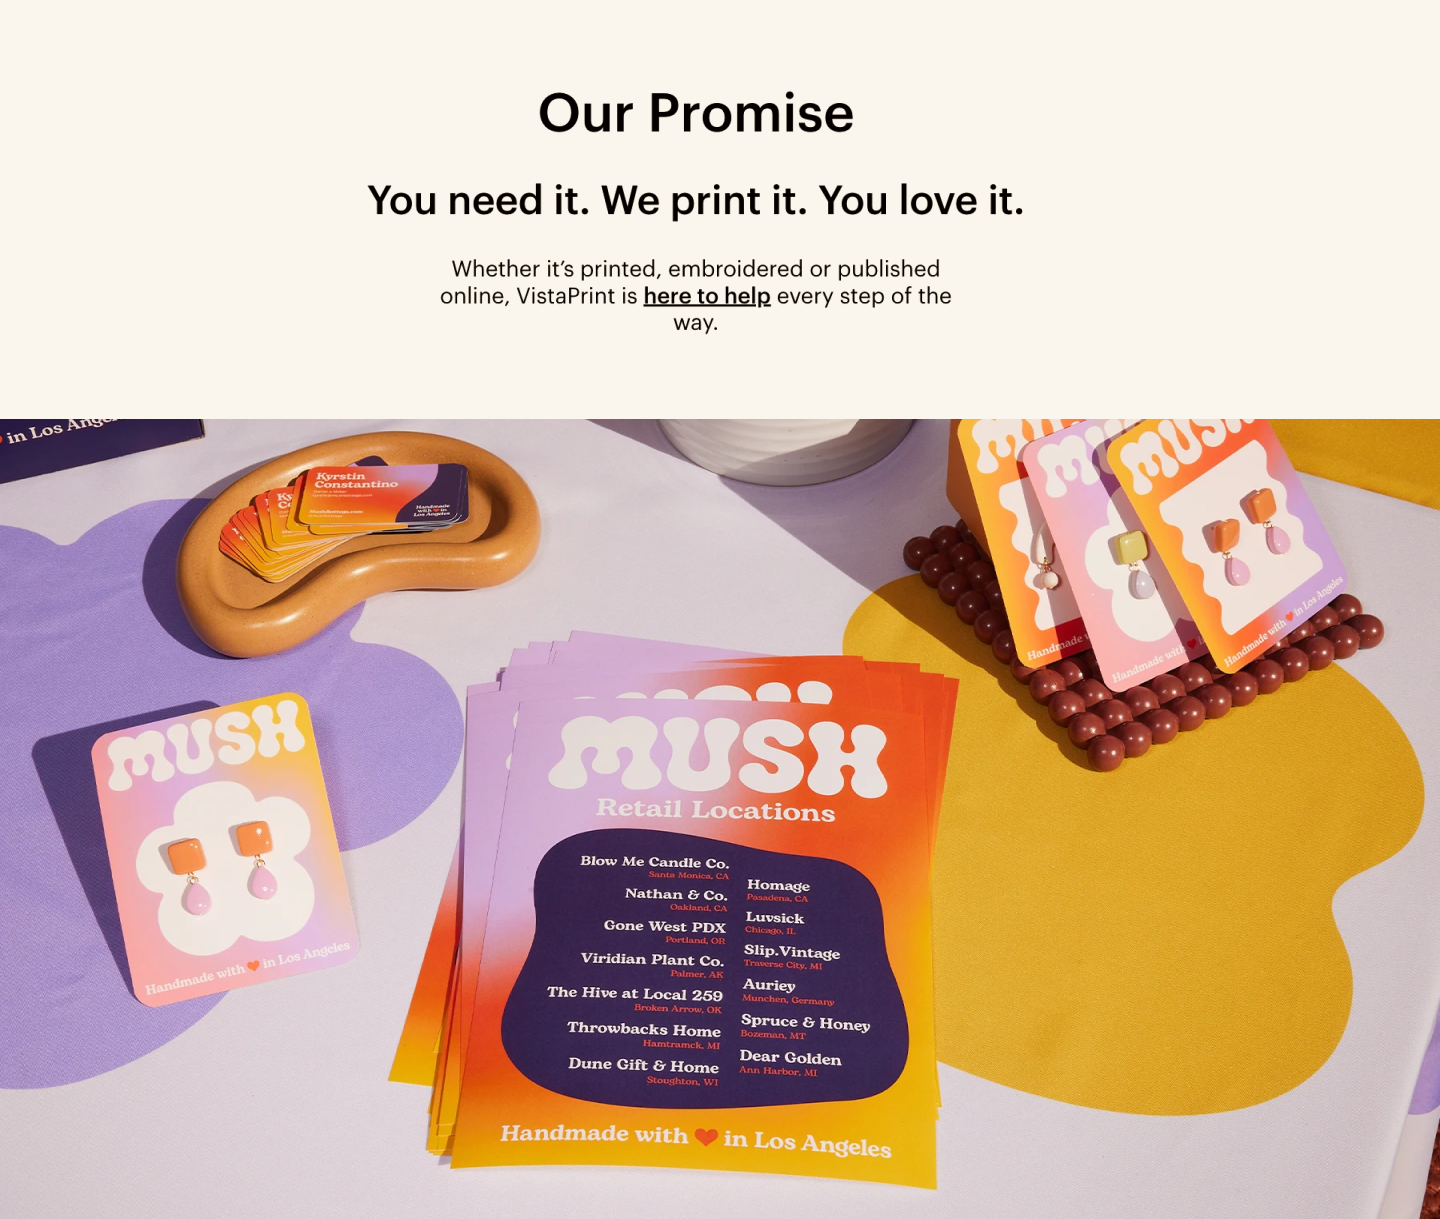 Our Promise
You need it. We print it. You love it.
Whether it’s printed, embroidered or published
online, VistaPrint is here to help every step of the
way.
in Los Angel
Kyrstin
Constantino
Handmade
with ❤ in
Los Angeles
MUSH
Handmade
MUSH
Handmade with ❤
MUSH
Handmade with ❤ in Los Angeles
MUSH
Handmade with ❤ in Los Angeles
MUSH
Retail Locations
Blow Me Candle Co.
Santa Monica, CA
Nathan & Co.
Oakland, CA
Gone West PDX
Portland, OR
Viridian Plant Co.
Palmer, AK
The Hive at Local 259
Broken Arrow, OK
Throwbacks Home
Hamtramck, MI
Dune Gift & Home
Stoughton, WI
Homage
Pasadena, CA
Luvsick
Chicago, IL
Slip.Vintage
Traverse City, MI
Auriey
Munchen, Germany
Spruce & Honey
Bozeman, MT
Dear Golden
Ann Harbor, MI
Handmade with ❤ in Los Angeles